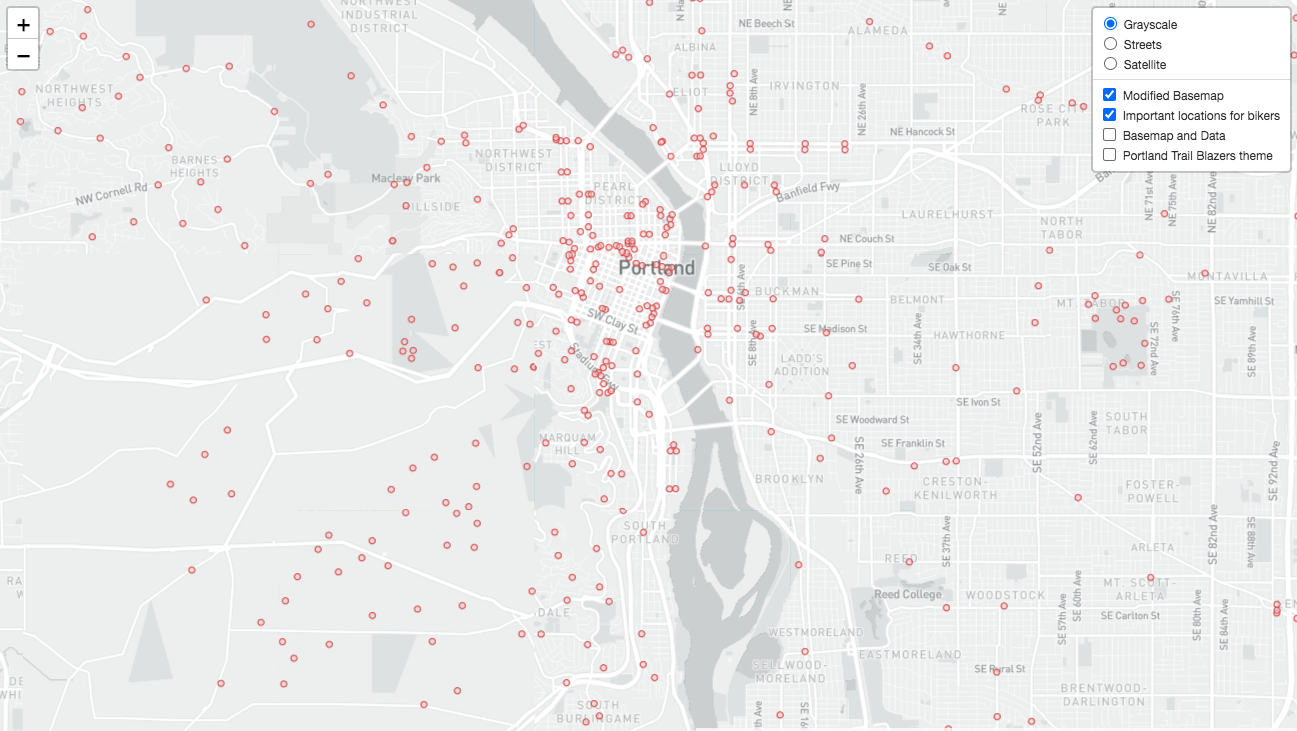 +
−
NORTHWEST
INDUSTRIAL
DISTRICT
NE Beech St
ALAMEDA
ALBINA
ELIOT
IRVINGTON
NE 8th Ave
NE 26th Ave
NE Hancock St
ROSE CITY
PARK
NORTHWEST
HEIGHTS
BARNES
HEIGHTS
NW Cornell Rd
Macleay Park
HILLSIDE
NORTHWEST
DISTRICT
PEARL
DISTRICT
LLOYD
DISTRICT
Banfield Fwy
LAURELHURST
NORTH
TABOR
NE 71st Ave
NE 75th Ave
NE 82nd Ave
NE Couch St
SE Pine St
SE Oak St
MONTAVILLA
Portland
BUCKMAN
BELMONT
MT. TABOR
SE Yamhill St
SE 76th Ave
SW Clay St
SE Madison St
HAWTHORNE
SE 8th Ave
SE 34th Ave
SE 72nd Ave
SE 89th Ave
Stadium Fwy
LADD'S
ADDITION
SE Ivon St
SE Woodward St
SOUTH
TABOR
SE Franklin St
SE 26th Ave
SE 52nd Ave
SE 62nd Ave
SE 92nd Ave
MARQUAM
HILL
BROOKLYN
CRESTON-
KENILWORTH
FOSTER-
POWELL
SOUTH
PORTLAND
SE 37th Ave
SE 82nd Ave
SE 88th Ave
ARLETA
REED
Reed College
WOODSTOCK
MT. SCOTT-
ARLETA
SE Carlton St
SE 57th Ave
SE 60th Ave
SE 80th Ave
SE 84th Ave
DALE
WESTMORELAND
EASTMORELAND
SELLWOOD-
MORELAND
SE Rural St
BRENTWOOD-
DARLINGTON
SOUTH
BURLINGAME
Grayscale
Streets
Satellite
Modified Basemap
Important locations for bikers
Basemap and Data
Portland Trail Blazers theme